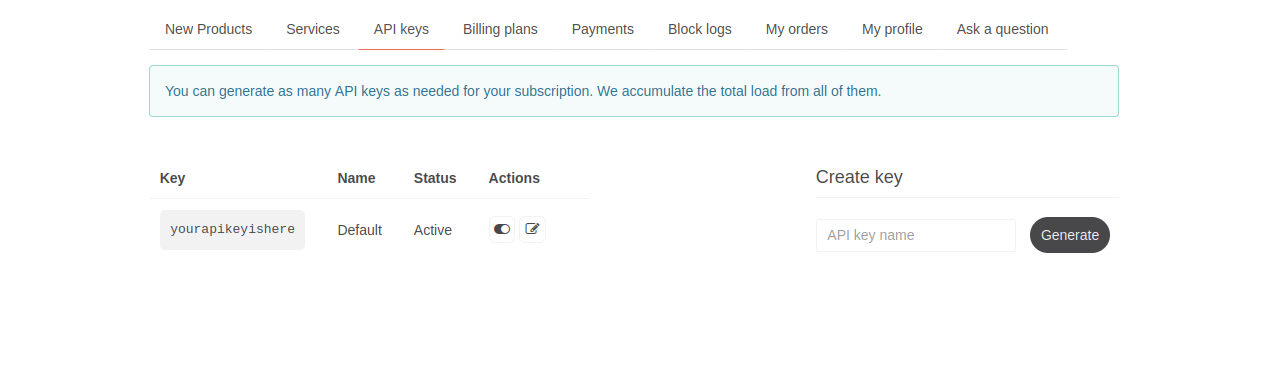 New Products Services API keys Billing plans Payments Block logs My orders My profile Ask a question
You can generate as many API keys as needed for your subscription. We accumulate the total load from all of them.
Key Name Status Actions
yourapikeyishere Default Active
Create key
API key name Generate